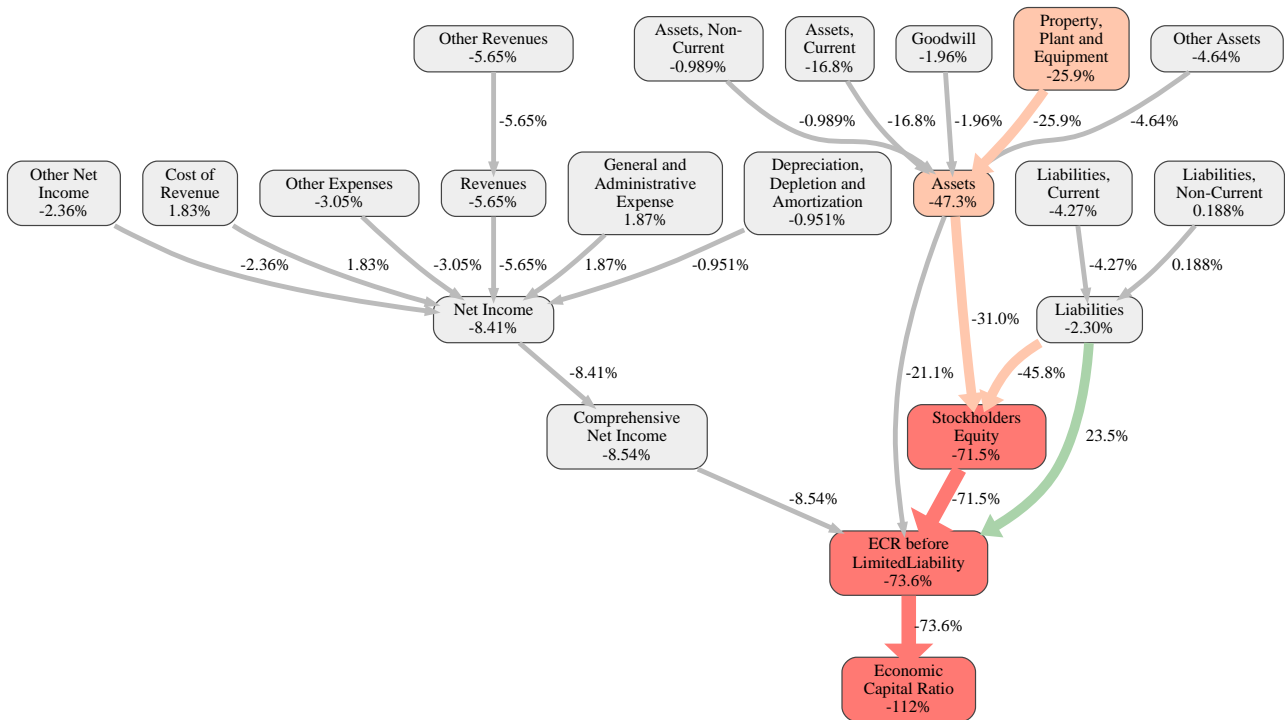 Other Revenues
-5.65%
Assets, Non-
Current
-0.989%
Assets,
Current
-16.8%
Goodwill
-1.96%
Property,
Plant and
Equipment
-25.9%
Other Assets
-4.64%
-5.65%
-0.989%
-16.8%
-1.96%
-25.9%
-4.64%
Other Net
Income
-2.36%
Cost of
Revenue
1.83%
Other Expenses
-3.05%
Revenues
-5.65%
General and
Administrative
Expense
1.87%
Depreciation,
Depletion and
Amortization
-0.951%
Assets
-47.3%
Liabilities,
Current
-4.27%
Liabilities,
Non-Current
0.188%
-2.36%
1.83%
-3.05%
-5.65%
1.87%
-0.951%
-4.27%
0.188%
Net Income
-8.41%
-31.0%
Liabilities
-2.30%
-8.41%
-21.1%
-45.8%
Comprehensive
Net Income
-8.54%
Stockholders
Equity
-71.5%
23.5%
-8.54%
-71.5%
ECR before
LimitedLiability
-73.6%
-73.6%
Economic
Capital Ratio
-112%